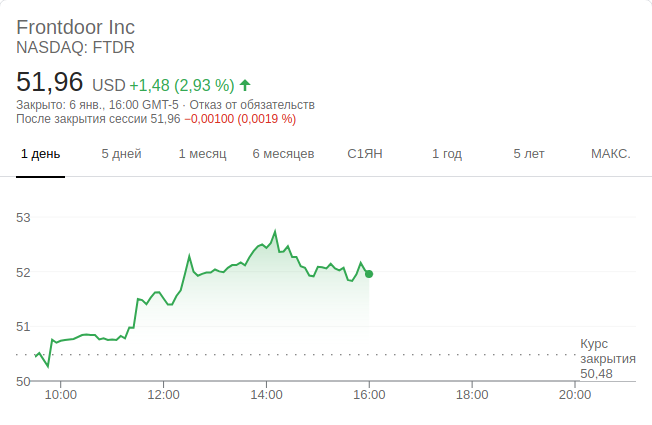 Frontdoor Inc
NASDAQ: FTDR
51,96 USD +1,48 (2,93 %)
Закрыто: 6 янв., 16:00 GMT-5 · Отказ от обязательств
После закрытия сессии 51,96 −0,00100 (0,0019 %)
1 день 5 дней 1 месяц 6 месяцев С1ЯН 1 год 5 лет МАКС.
53
52
51
Курс
закрытия
50,48
50
10:00 12:00 14:00 16:00 18:00 20:00